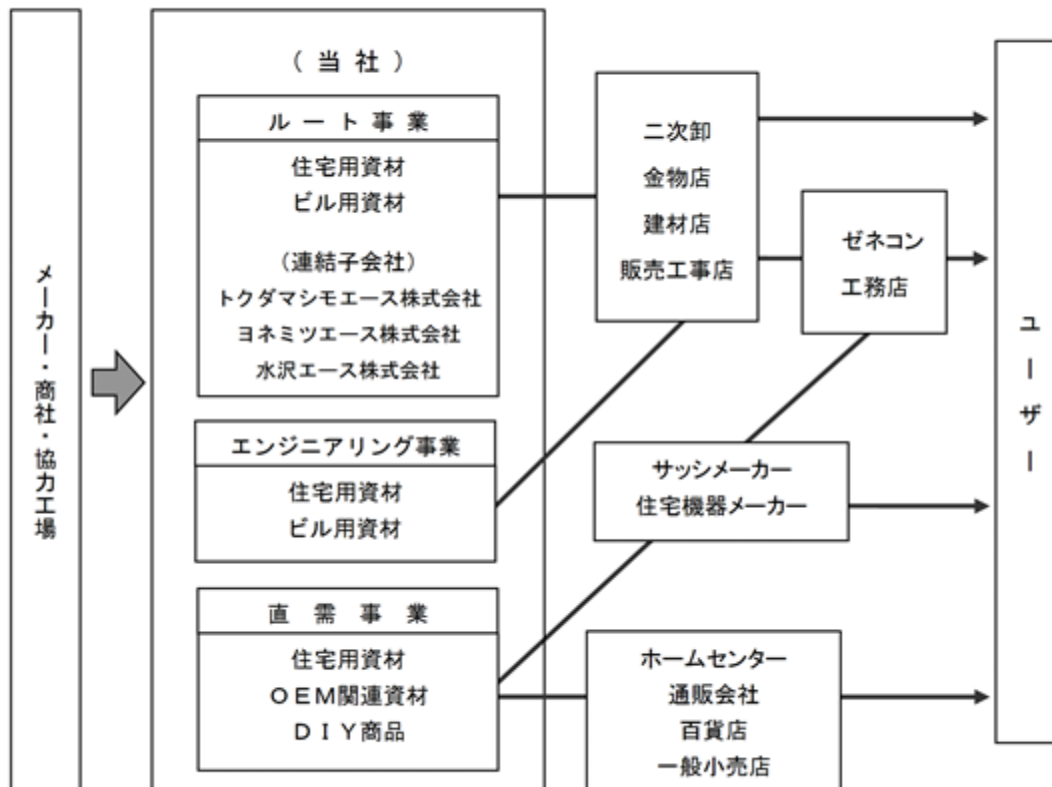 メーカー・商社・協力工場
（当社）
ルート事業
住宅用資材
ビル用資材
（連結子会社）
トクダマシモエース株式会社
ヨネミツエース株式会社
水沢エース株式会社
エンジニアリング事業
住宅用資材
ビル用資材
直需事業
住宅用資材
ＯＥＭ関連資材
ＤＩＹ商品
二次卸
金物店
建材店
販売工事店
ゼネコン
工務店
サッシメーカー
住宅機器メーカー
ホームセンター
通販会社
百貨店
一般小売店
ユーザー